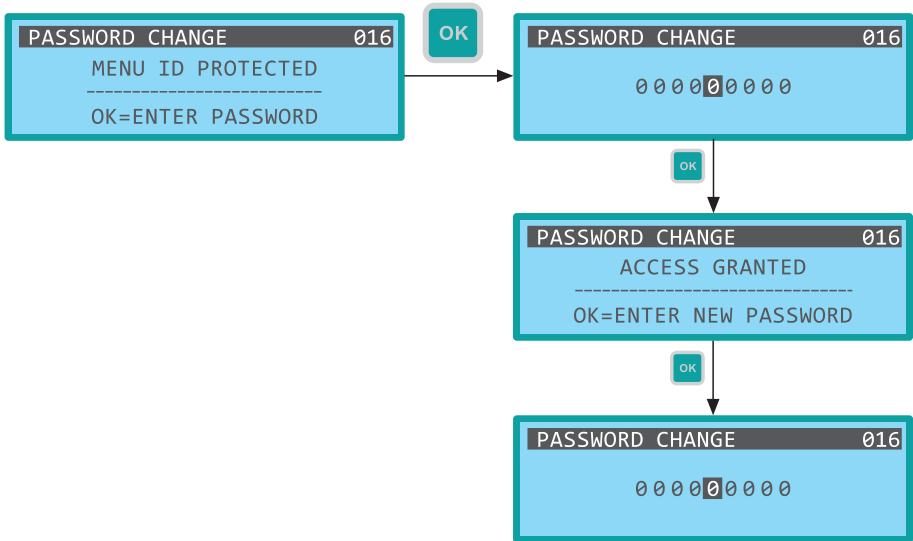 PASSWORD CHANGE 016
MENU ID PROTECTED
--------------------------
OK=ENTER PASSWORD
OK
PASSWORD CHANGE 016
000000000
OK
PASSWORD CHANGE 016
ACCESS GRANTED
-------------------------------
OK=ENTER NEW PASSWORD
OK
PASSWORD CHANGE 016
000000000